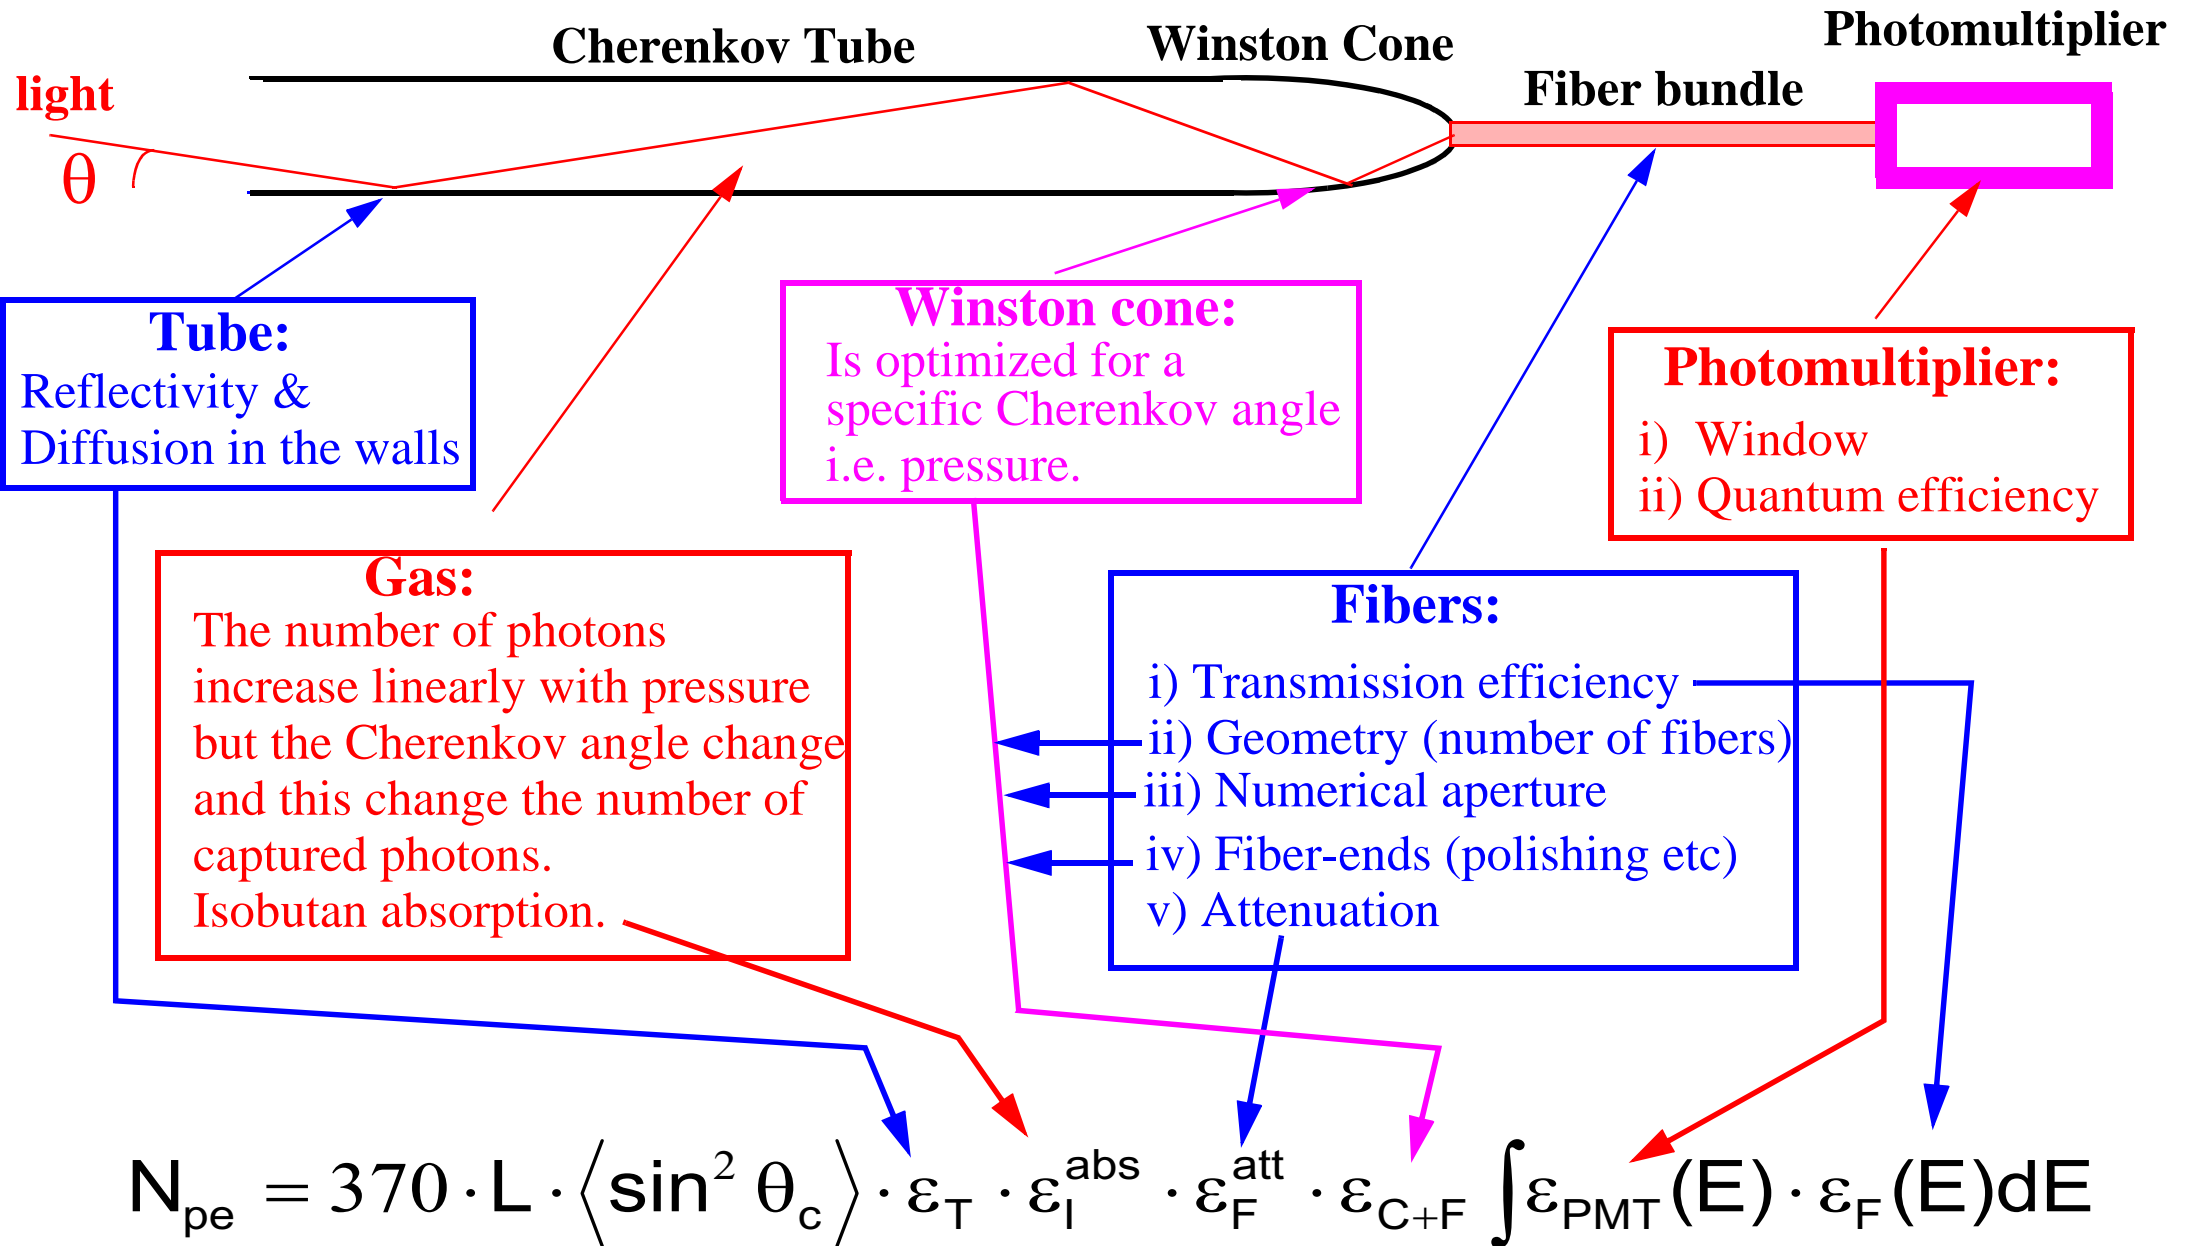 Cherenkov Tube
Winston Cone
Photomultiplier
light
Fiber bundle
θ
Tube:
Reflectivity &
Diffusion in the walls
Winston cone:
Is optimized for a
specific Cherenkov angle
i.e. pressure.
Photomultiplier:
i) Window
ii) Quantum efficiency
Gas:
The number of photons
increase linearly with pressure
but the Cherenkov angle change
and this change the number of
captured photons.
Isobutan absorption.
Fibers:
i) Transmission efficiency
ii) Geometry (number of fibers)
iii) Numerical aperture
iv) Fiber-ends (polishing etc)
v) Attenuation
N_pe = 370 · L · ⟨sin² θ_c⟩ · ε_T · ε_I^abs · ε_F^att · ε_C+F ∫ε_PMT(E) · ε_F(E)dE